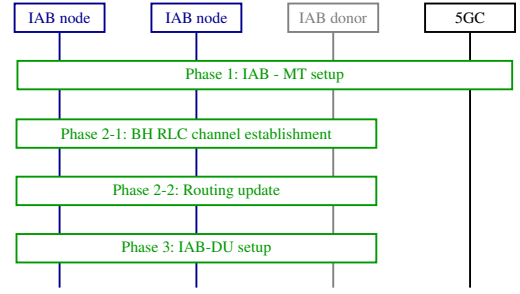 IAB node
IAB node
IAB donor
5GC
Phase 1: IAB - MT setup
Phase 2-1: BH RLC channel establishment
Phase 2-2: Routing update
Phase 3: IAB-DU setup